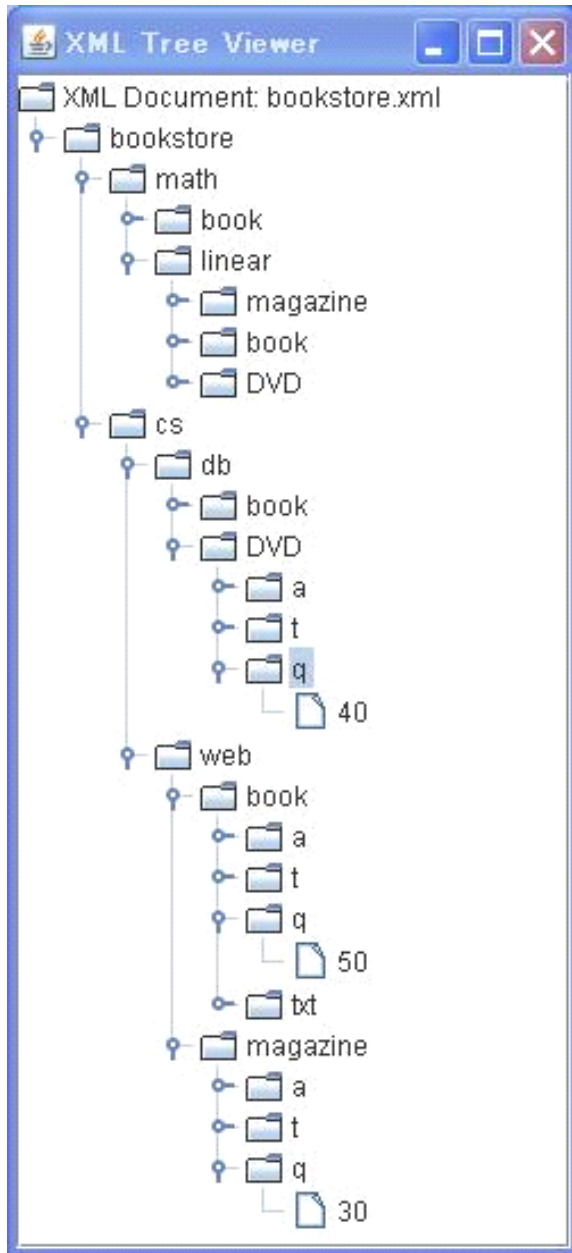 XML Tree Viewer
XML Document: bookstore.xml
bookstore
math
book
linear
magazine
book
DVD
cs
db
book
DVD
a
t
q
40
web
book
a
t
q
50
txt
magazine
a
t
q
30